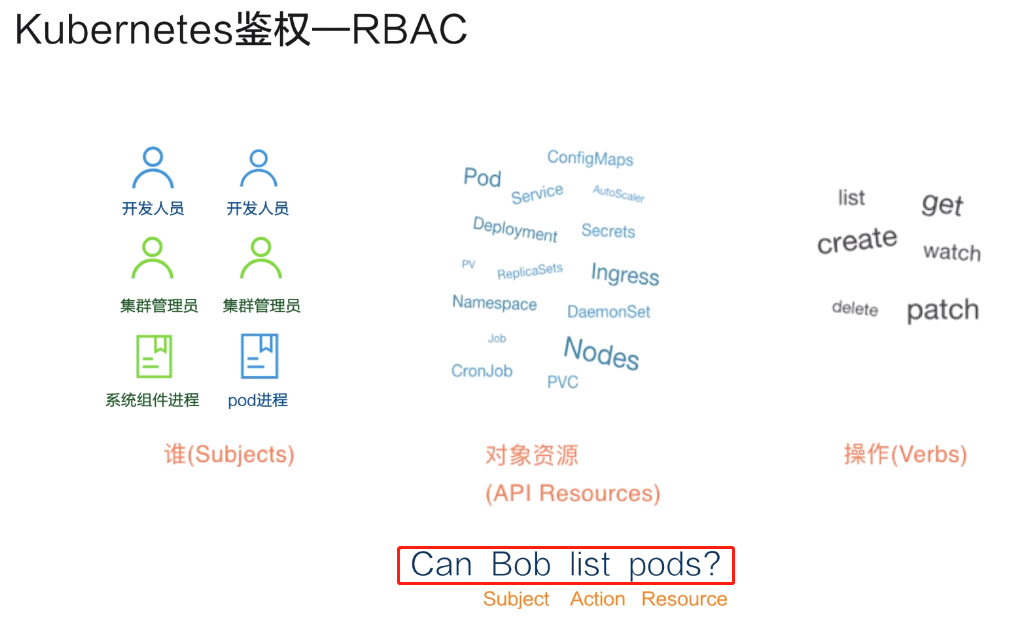 Kubernetes鉴权—RBAC
开发人员 开发人员
集群管理员 集群管理员
系统组件进程 pod进程
谁(Subjects)
ConfigMaps
Pod
Service
AutoScaler
Deployment
Secrets
PV
ReplicaSets
Ingress
Namespace
DaemonSet
Job
Nodes
CronJob
PVC
对象资源
(API Resources)
list
get
create
watch
delete
patch
操作(Verbs)
Can Bob list pods?
Subject Action Resource